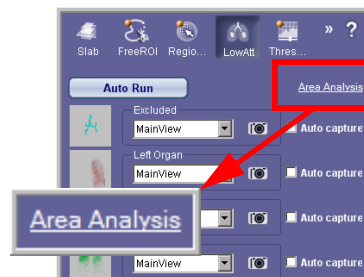 » ?
Slab FreeROI Regio... LowAtt. Thres...
Auto Run Area Analysis
Excluded
MainView Auto capture
Left Organ
MainView Auto capture
Area Analysis Auto capture
MainView Auto capture